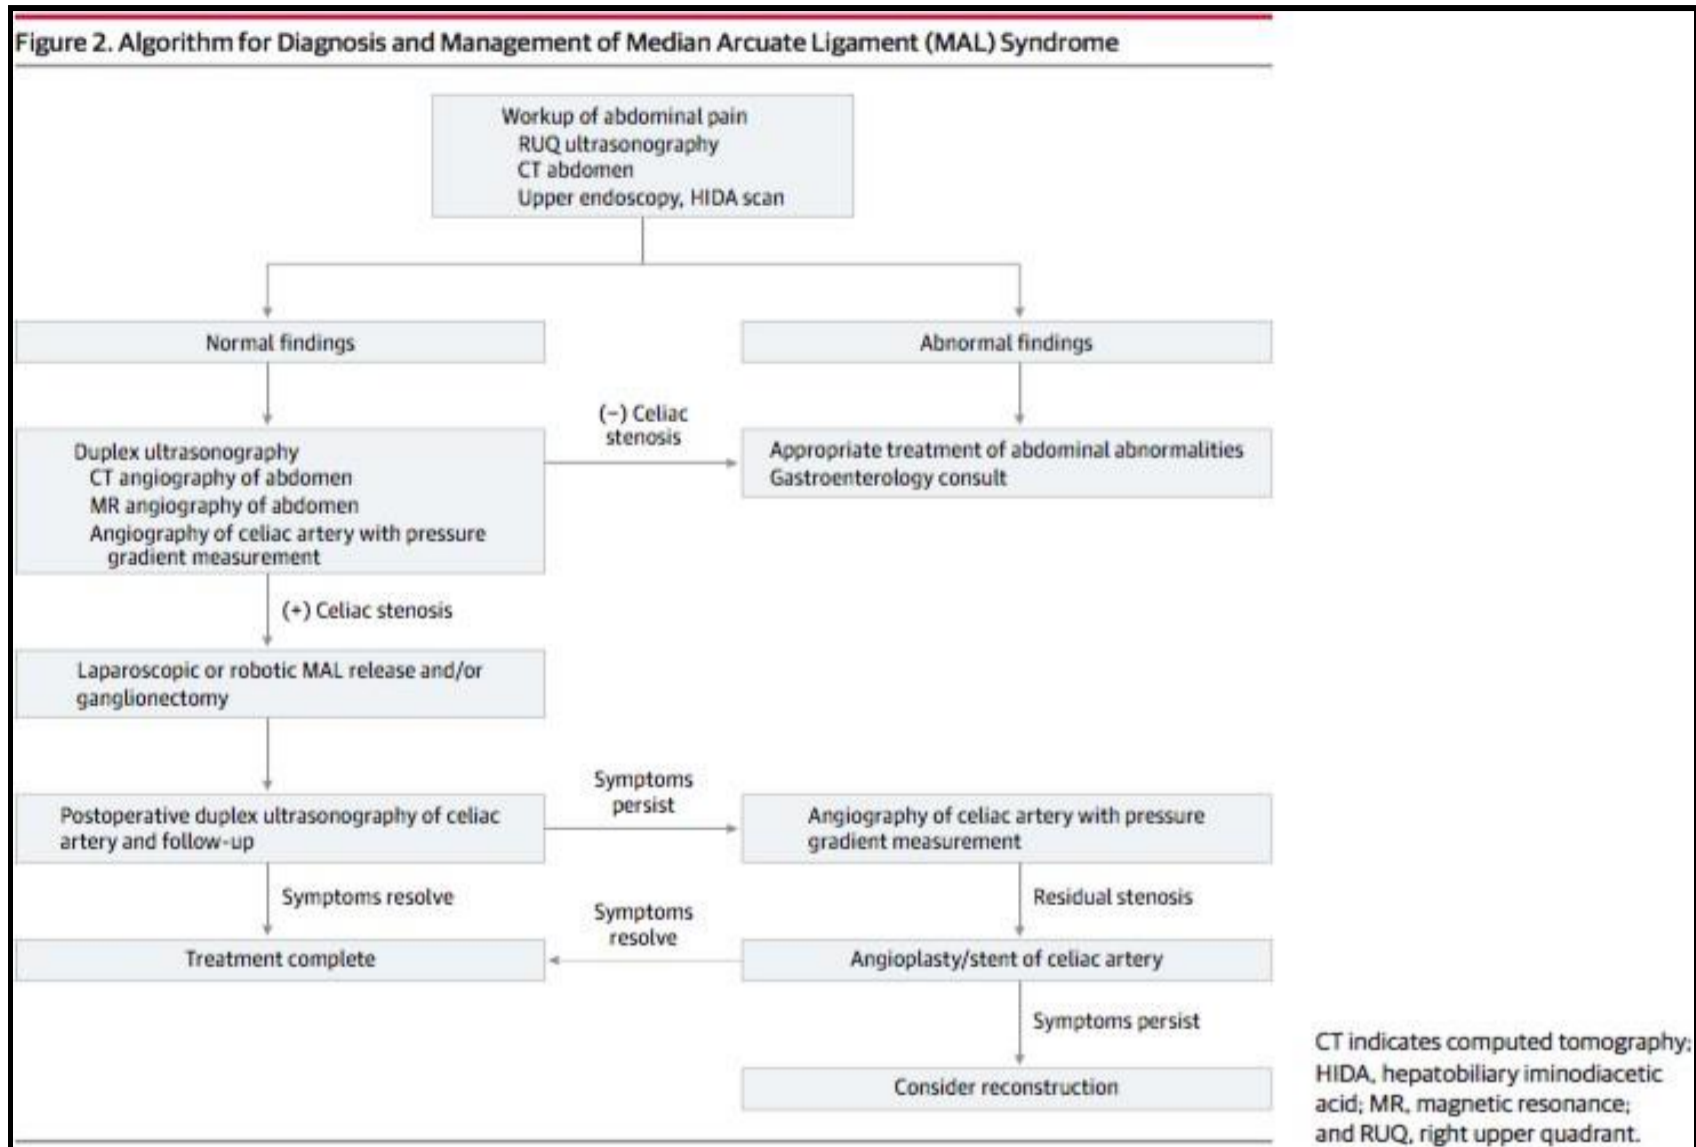 Figure 2. Algorithm for Diagnosis and Management of Median Arcuate Ligament (MAL) Syndrome
Workup of abdominal pain
RUQ ultrasonography
CT abdomen
Upper endoscopy, HIDA scan
Normal findings
Abnormal findings
Duplex ultrasonography
CT angiography of abdomen
MR angiography of abdomen
Angiography of celiac artery with pressure
gradient measurement
(−) Celiac
stenosis
Appropriate treatment of abdominal abnormalities
Gastroenterology consult
(+) Celiac stenosis
Laparoscopic or robotic MAL release and/or
ganglionectomy
Postoperative duplex ultrasonography of celiac
artery and follow-up
Symptoms
persist
Angiography of celiac artery with pressure
gradient measurement
Symptoms resolve
Residual stenosis
Symptoms
resolve
Treatment complete
Angioplasty/stent of celiac artery
Symptoms persist
Consider reconstruction
CT indicates computed tomography;
HIDA, hepatobiliary iminodiacetic
acid; MR, magnetic resonance;
and RUQ, right upper quadrant.